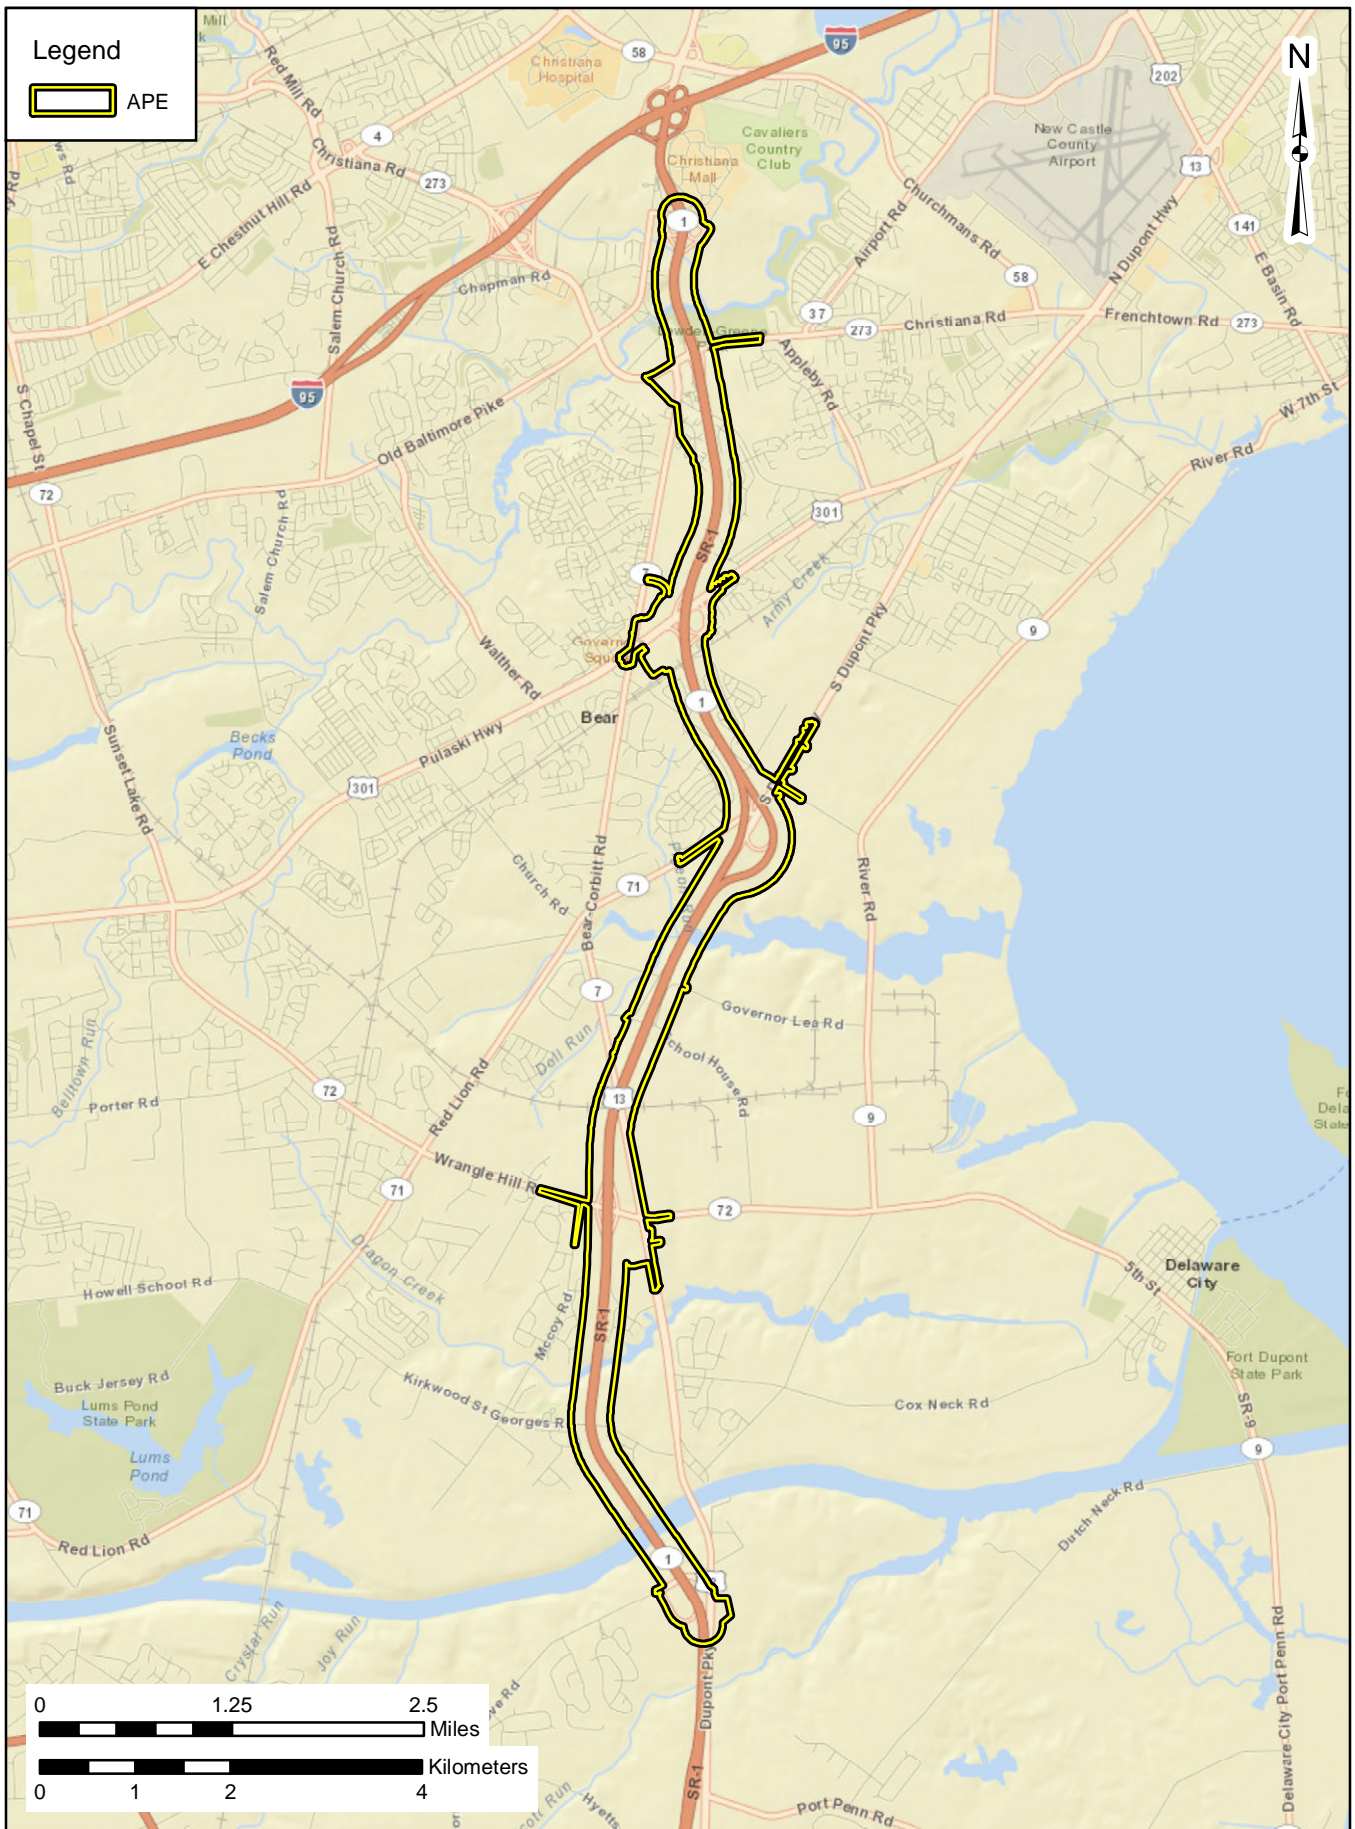 Legend
APE
N
Mill
Red Mill Rd
58
Christiana
Hospital
95
202
4
Christiana Rd
273
Cavaliers
Country
Club
New Castle
County
Airport
Christiana
Mall
13
E Chestnut Hill Rd
Salem Church Rd
1
Airport Rd
Churchmans Rd
58
N Dupont Hwy
141
E Basin Rd
Chapman Rd
37
273
Christiana Rd
Frenchtown Rd
273
Appleby Rd
95
S Chapel St
Old Baltimore Pike
W 7th St
River Rd
72
301
Salem Church Rd
SR-1
7
Army Creek
9
Walther Rd
S Dupont Pky
1
Bear
Becks
Pond
Pulaski Hwy
301
Sunset Lake Rd
Church Rd
Bear-Corbitt Rd
71
River Rd
7
Governor Lea Rd
Doll Run
Belltown Run
Porter Rd
72
Red Lion Rd
13
9
Wrangle Hill
71
72
Dragon Creek
Delaware
City
5th St
Howell School Rd
Mccoy Rd
SR-1
Fort Dupont
State Park
Buck Jersey Rd
Lums Pond
State Park
Kirkwood St Georges R
Cox Neck Rd
SR-9
Lums
Pond
9
71
Red Lion Rd
Dutch Neck Rd
1
Crystal Run
Joy Run
Dupont Pky
Delaware City Port Penn Rd
0 1.25 2.5
Miles
Kilometers
0 1 2 4
SR-1
Port Penn Rd
Hyetts